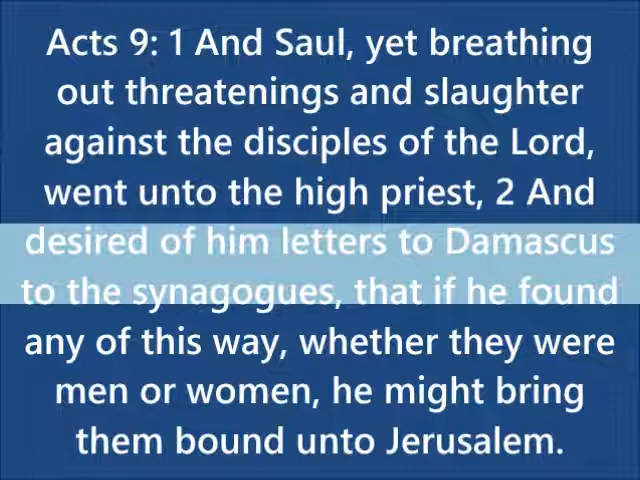 Acts 9: 1 And Saul, yet breathing
out threatenings and slaughter
against the disciples of the Lord,
went unto the high priest, 2 And
desired of him letters to Damascus
to the synagogues, that if he found
any of this way, whether they were
men or women, he might bring
them bound unto Jerusalem.